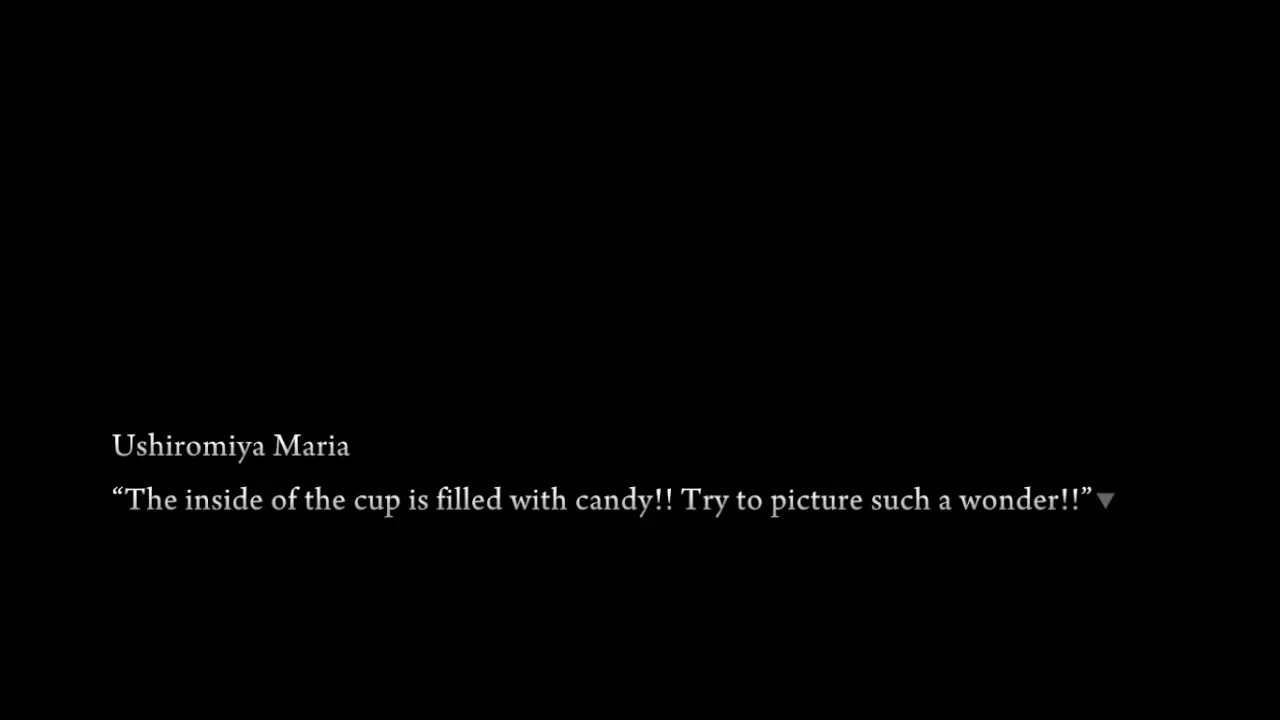 Ushiromiya Maria
“The inside of the cup is filled with candy!! Try to picture such a wonder!!”